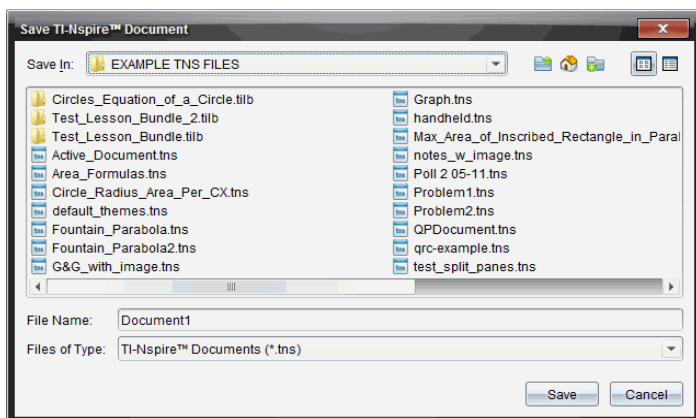 Save TI-Nspire™ Document
Save In: EXAMPLE TNS FILES
Circles_Equation_of_a_Circle.tilb
Test_Lesson_Bundle_2.tilb
Test_Lesson_Bundle.tilb
Active_Document.tns
Area_Formulas.tns
Circle_Radius_Area_Per_CX.tns
default_themes.tns
Fountain_Parabola.tns
Fountain_Parabola2.tns
G&G_with_image.tns
Graph.tns
handheld.tns
Max_Area_of_Inscribed_Rectangle_in_Paral
notes_w_image.tns
Poll 2 05-11.tns
Problem1.tns
Problem2.tns
QPDocument.tns
qrc-example.tns
test_split_panes.tns
File Name: Document1
Files of Type: TI-Nspire™ Documents (*.tns)
Save Cancel